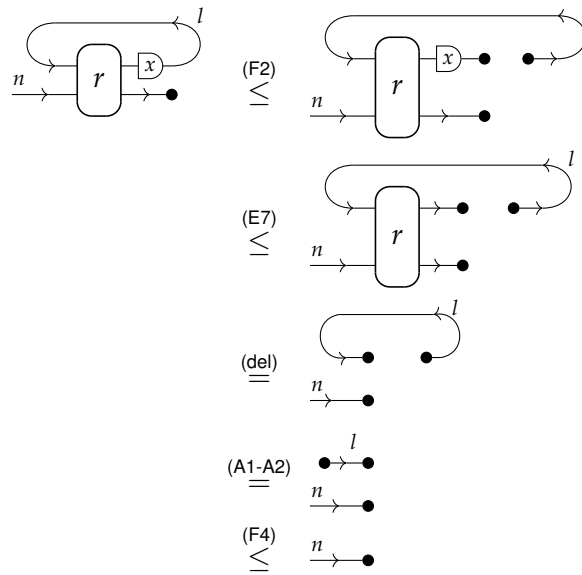 l
x
n r
(F2)
≤
x
n r
l
(E7)
≤
r
n
l
(del)
=
n
l
(A1-A2)
=
n
(F4)
≤ n